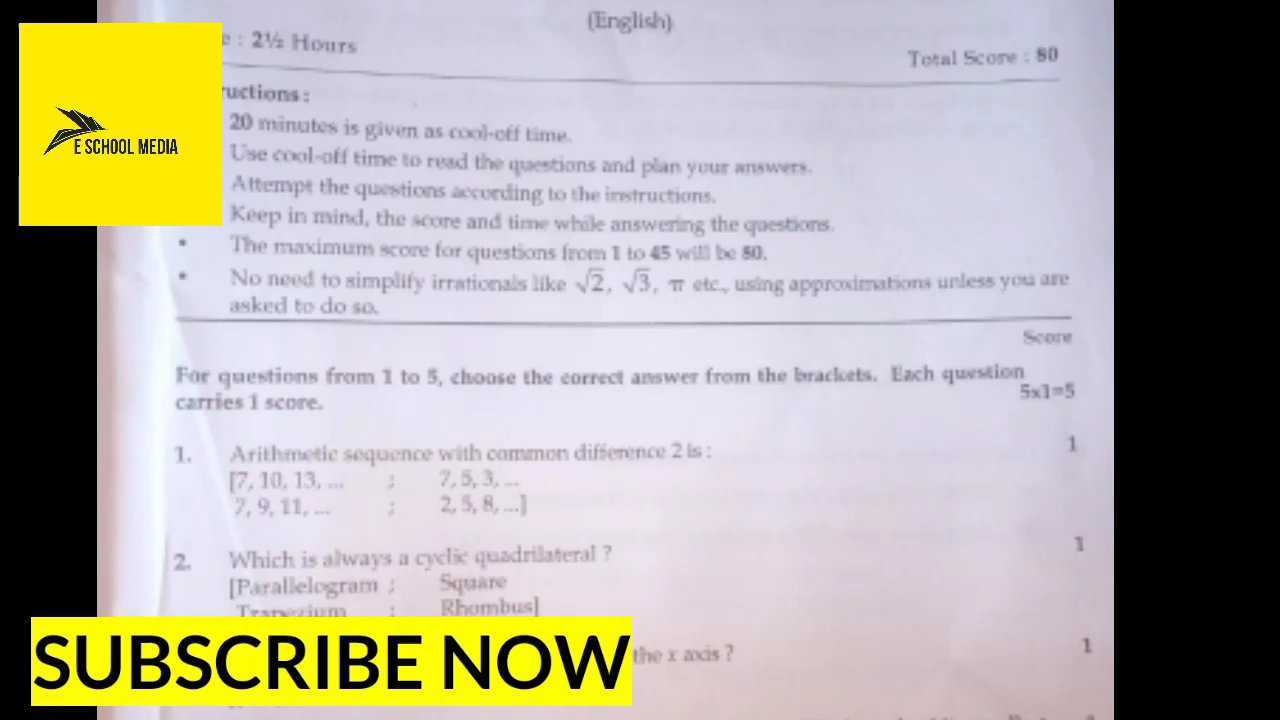 (English)
: 2½ Hours
Total Score : 80
ructions :
20 minutes is given as cool-off time.
Use cool-off time to read the questions and plan your answers.
Attempt the questions according to the instructions.
Keep in mind, the score and time while answering the questions.
• The maximum score for questions from 1 to 45 will be 80.
• No need to simplify irrationals like √2, √3, π etc., using approximations unless you are
asked to do so.
Score
For questions from 1 to 5, choose the correct answer from the brackets. Each question
carries 1 score. 5x1=5
1. Arithmetic sequence with common difference 2 is : 1
[7, 10, 13, ... ; 7, 5, 3, ...
7, 9, 11, ... ; 2, 5, 8, ...]
2. Which is always a cyclic quadrilateral ? 1
[Parallelogram ; Square
Trapezium ; Rhombus]
the x axis ? 1
E SCHOOL MEDIA
SUBSCRIBE NOW